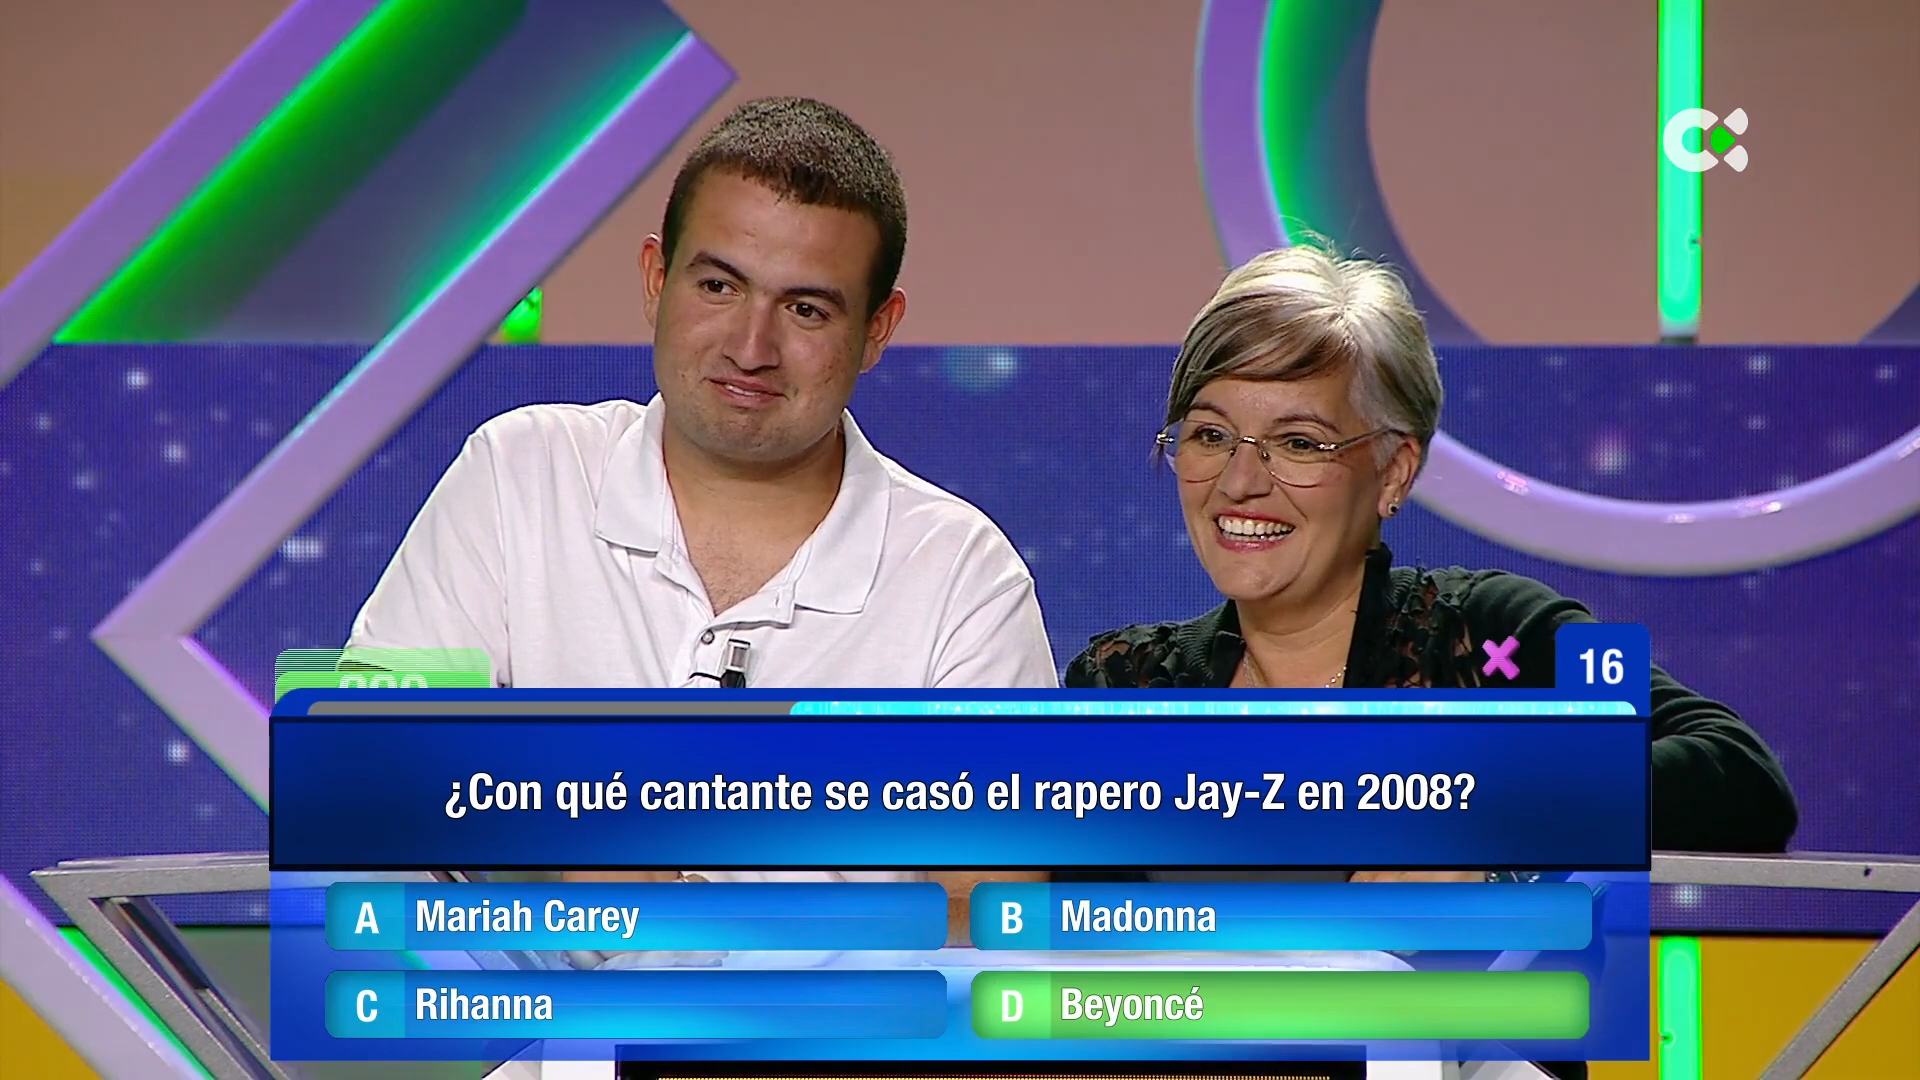 16
¿Con qué cantante se casó el rapero Jay-Z en 2008?
A Mariah Carey
B Madonna
C Rihanna
D Beyoncé